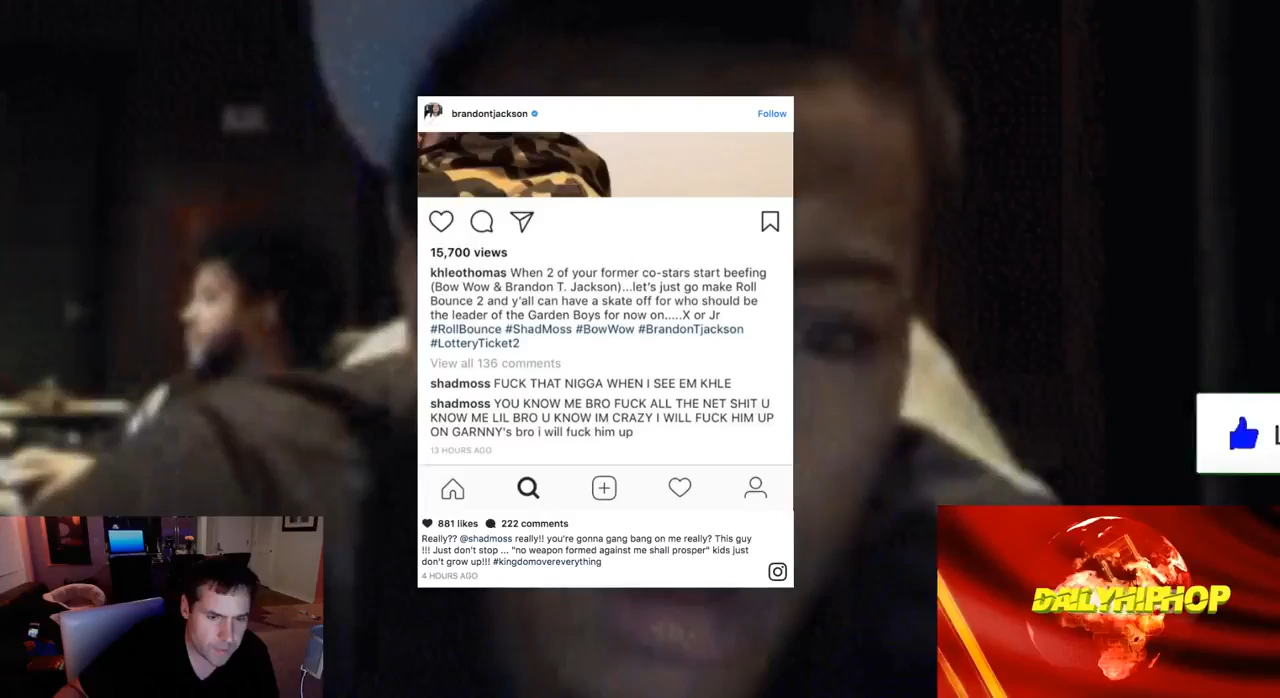 brandontjackson
Follow
15,700 views
khleothomas When 2 of your former co-stars start beefing
(Bow Wow & Brandon T. Jackson)...let's just go make Roll
Bounce 2 and y'all can have a skate off for who should be
the leader of the Garden Boys for now on.....X or Jr
#RollBounce #ShadMoss #BowWow #BrandonTjackson
#LotteryTicket2
View all 136 comments
shadmoss FUCK THAT NIGGA WHEN I SEE EM KHLE
shadmoss YOU KNOW ME BRO FUCK ALL THE NET SHIT U
KNOW ME LIL BRO U KNOW IM CRAZY I WILL FUCK HIM UP
ON GARNNY's bro i will fuck him up
13 HOURS AGO
881 likes 222 comments
Really?? @shadmoss really!! you're gonna gang bang on me really? This guy
!!! Just don't stop ... "no weapon formed against me shall prosper" kids just
don't grow up!!! #kingdomovereverything
4 HOURS AGO
L
DAILYHIPHOP